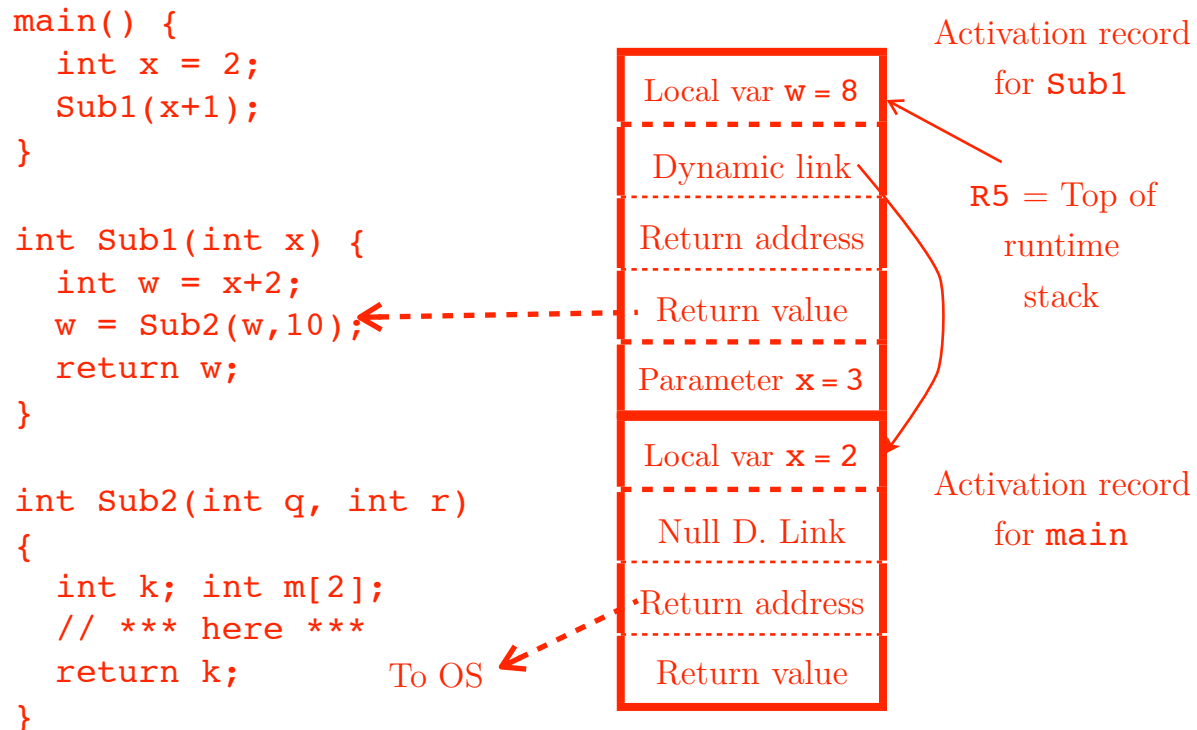 main() {
  int x = 2;
  Sub1(x+1);
}
int Sub1(int x) {
  int w = x+2;
  w = Sub2(w,10);
  return w;
}
int Sub2(int q, int r)
{
  int k; int m[2];
  // *** here ***
  return k;
}
To OS
Local var w = 8
Dynamic link
Return address
Return value
Parameter x = 3
Local var x = 2
Null D. Link
Return address
Return value
Activation record
for Sub1
R5 = Top of
runtime
stack
Activation record
for main